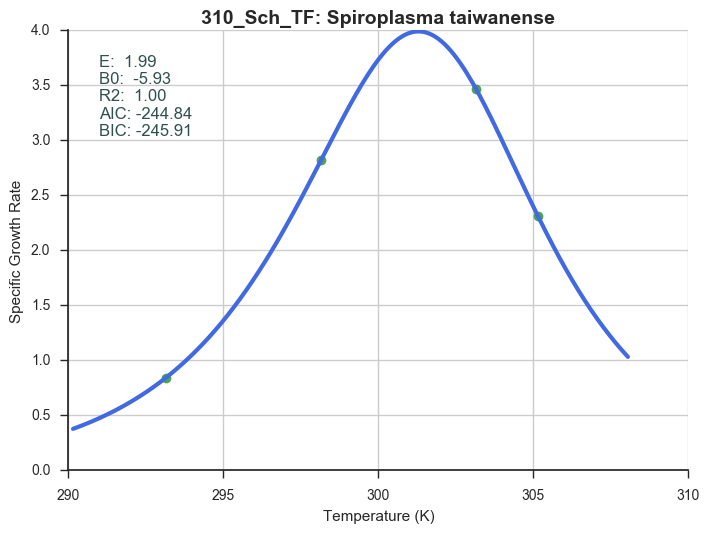 310_Sch_TF: Spiroplasma taiwanense
E:  1.99
B0:  -5.93
R2:  1.00
AIC: -244.84
BIC: -245.91
Specific Growth Rate
4.0
3.5
3.0
2.5
2.0
1.5
1.0
0.5
0.0
290 295 300 305 310
Temperature (K)